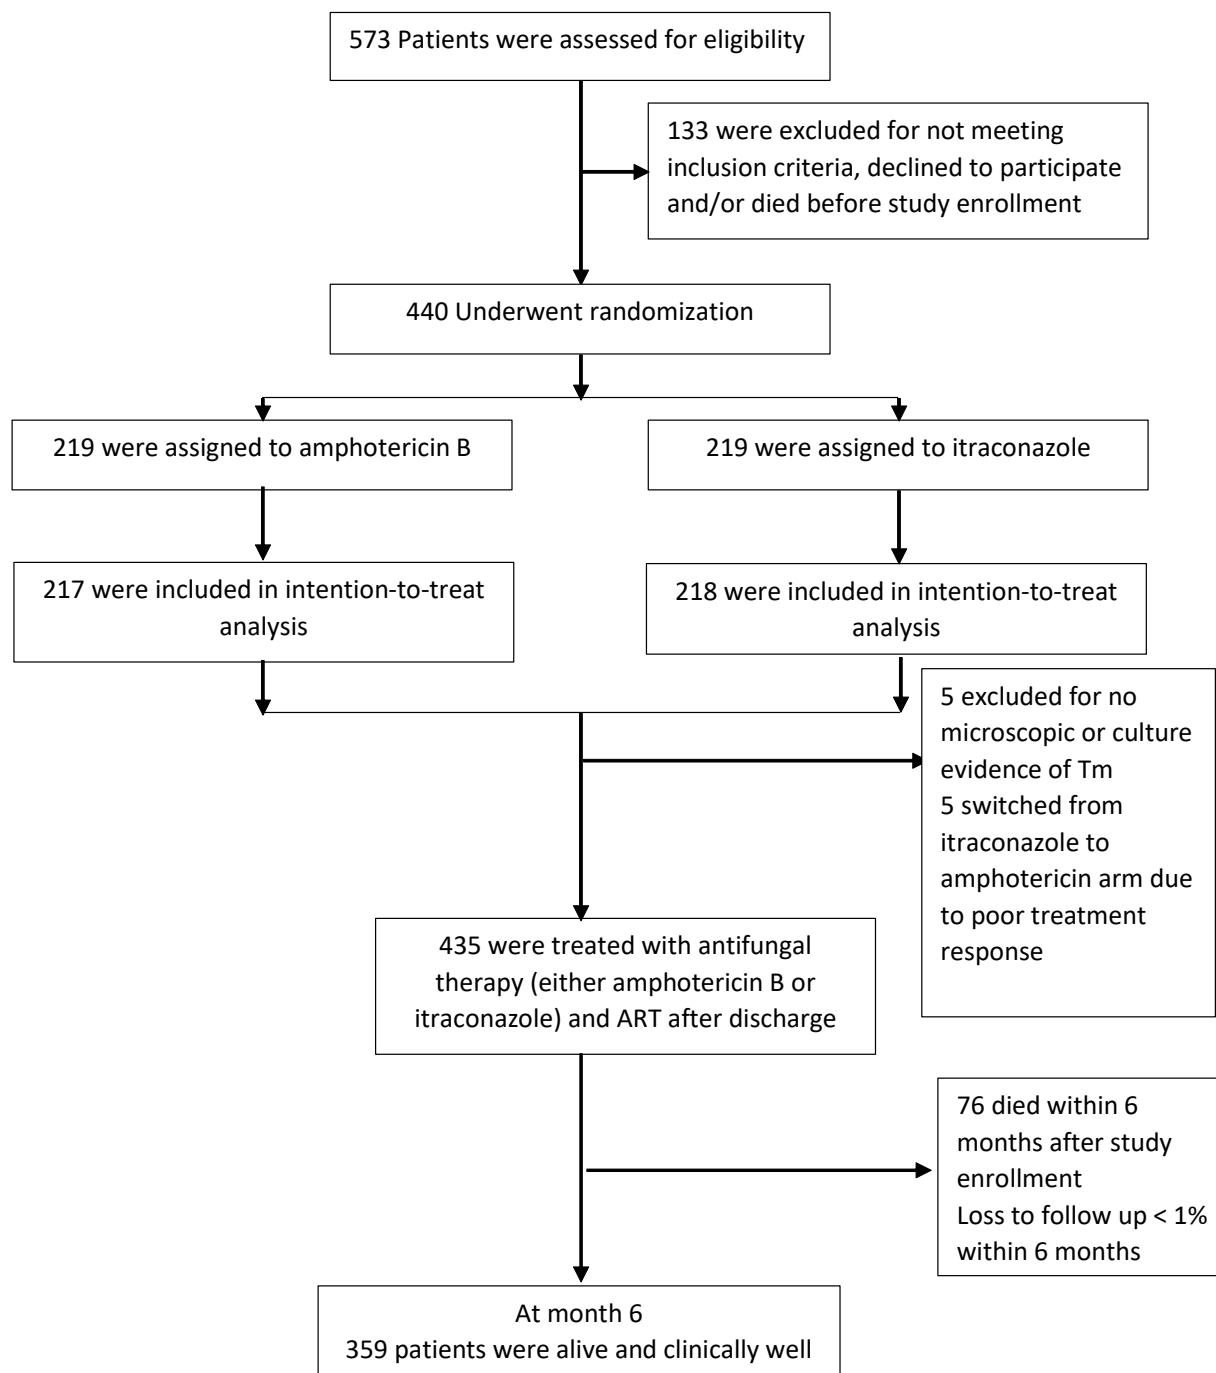 573 Patients were assessed for eligibility
133 were excluded for not meeting
inclusion criteria, declined to participate
and/or died before study enrollment
440 Underwent randomization
219 were assigned to amphotericin B
219 were assigned to itraconazole
217 were included in intention-to-treat
analysis
218 were included in intention-to-treat
analysis
5 excluded for no
microscopic or culture
evidence of Tm
5 switched from
itraconazole to
amphotericin arm due
to poor treatment
response
435 were treated with antifungal
therapy (either amphotericin B or
itraconazole) and ART after discharge
76 died within 6
months after study
enrollment
Loss to follow up < 1%
within 6 months
At month 6
359 patients were alive and clinically well